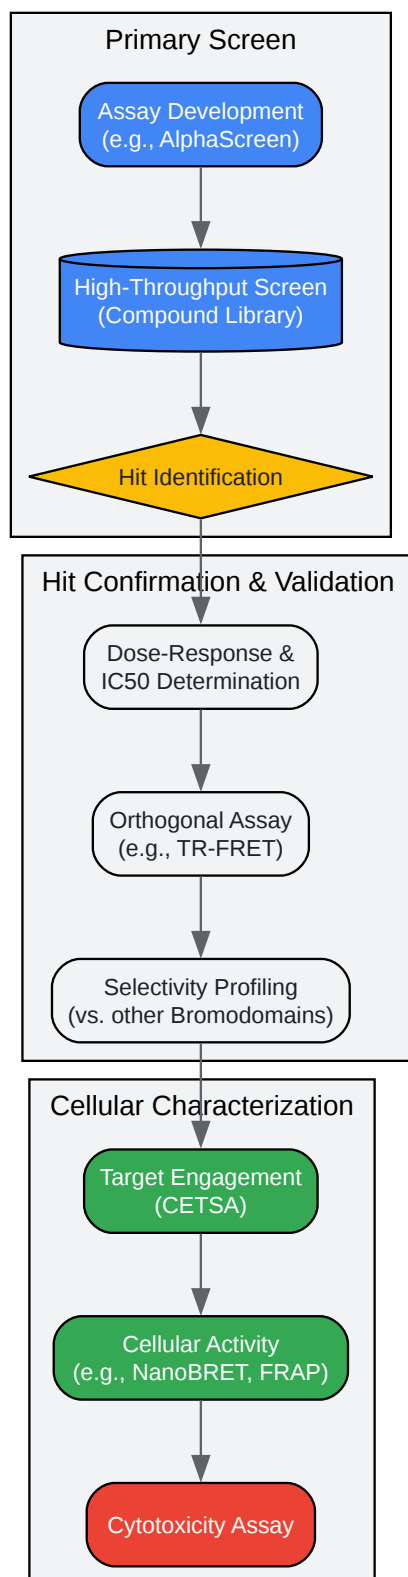 Primary Screen
Assay Development
(e.g., AlphaScreen)
High-Throughput Screen
(Compound Library)
Hit Identification
Hit Confirmation & Validation
Dose-Response &
IC50 Determination
Orthogonal Assay
(e.g., TR-FRET)
Selectivity Profiling
(vs. other Bromodomains)
Cellular Characterization
Target Engagement
(CETSA)
Cellular Activity
(e.g., NanoBRET, FRAP)
Cytotoxicity Assay